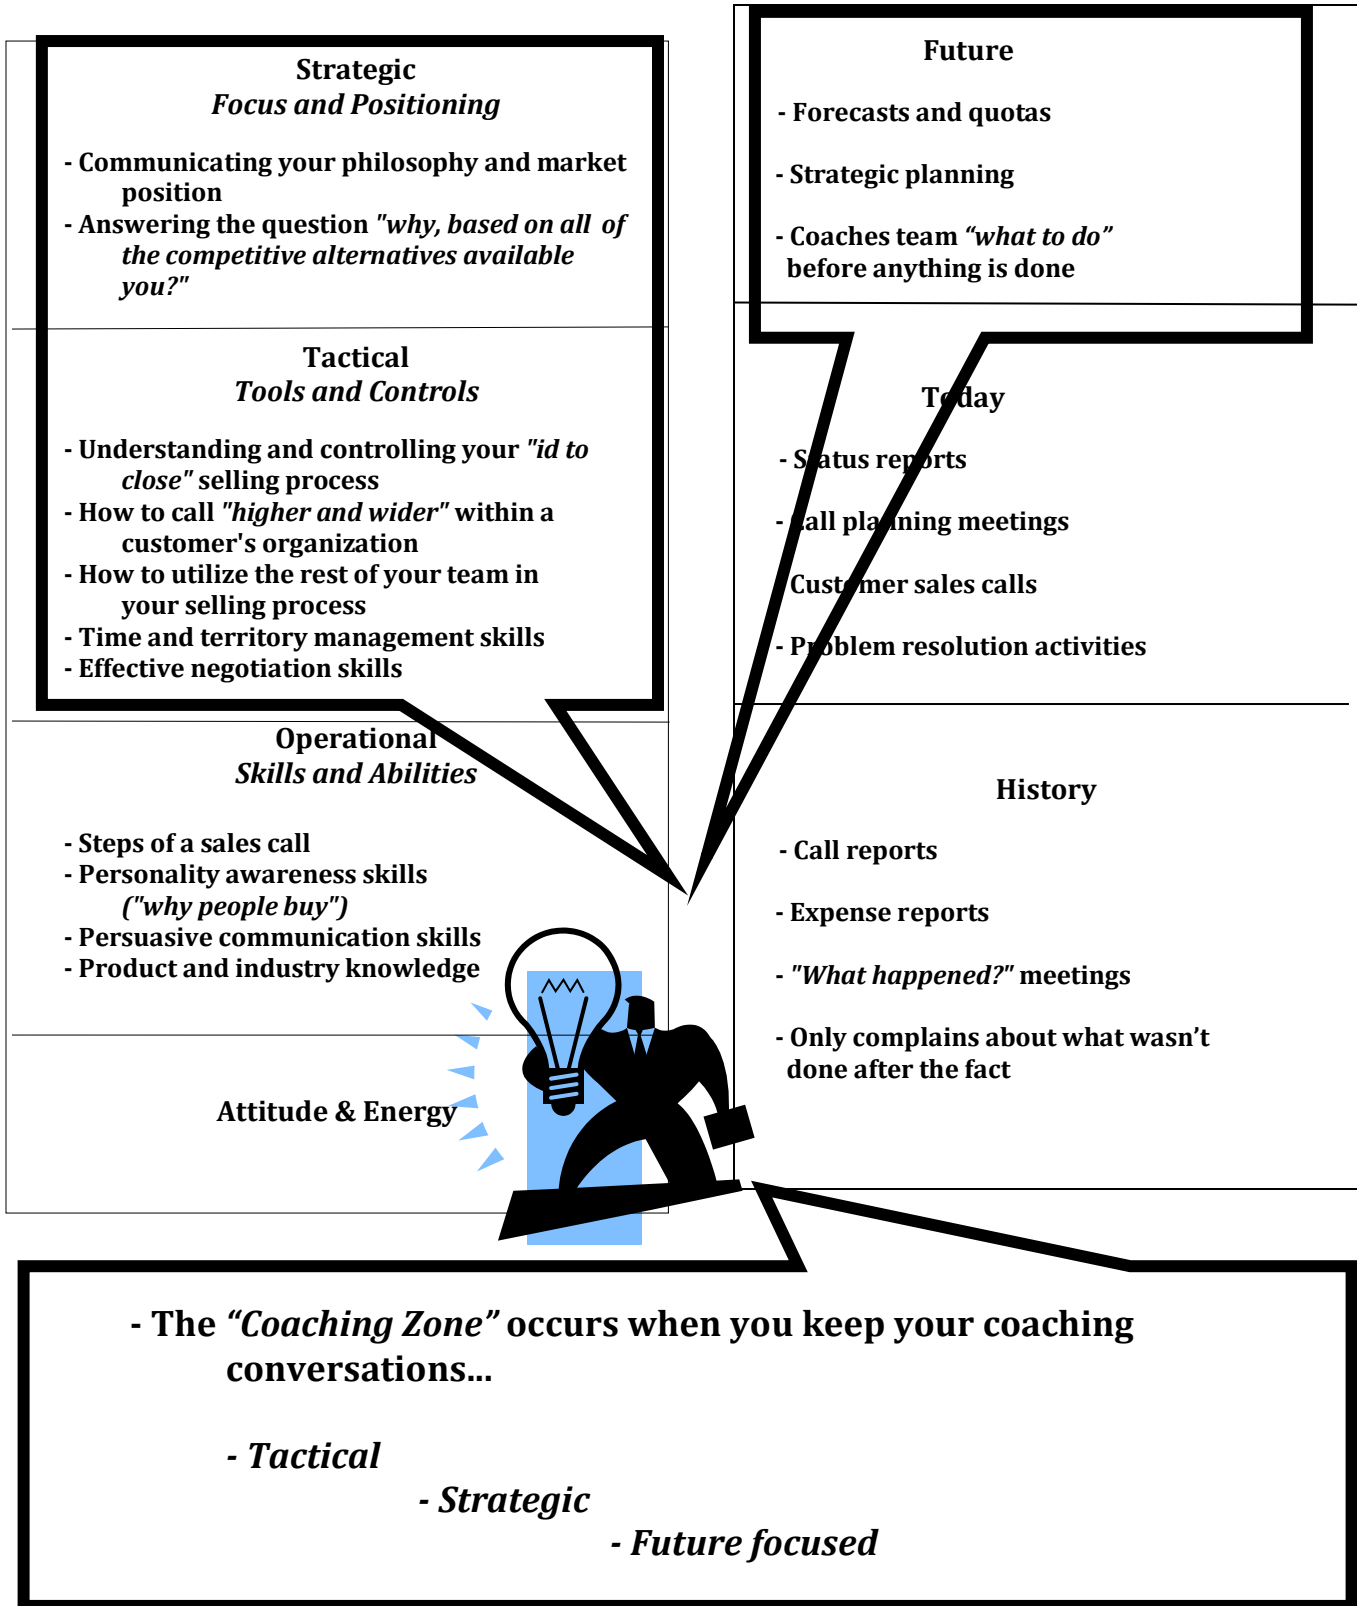 Strategic
Focus and Positioning
- Communicating your philosophy and market
position
- Answering the question "why, based on all of
the competitive alternatives available
you?"
Tactical
Tools and Controls
- Understanding and controlling your "id to
close" selling process
- How to call "higher and wider" within a
customer's organization
- How to utilize the rest of your team in
your selling process
- Time and territory management skills
- Effective negotiation skills
Operational
Skills and Abilities
- Steps of a sales call
- Personality awareness skills
("why people buy")
- Persuasive communication skills
- Product and industry knowledge
Attitude & Energy
Future
- Forecasts and quotas
- Strategic planning
- Coaches team “what to do”
before anything is done
Today
- Status reports
- Call planning meetings
- Customer sales calls
- Problem resolution activities
History
- Call reports
- Expense reports
- "What happened?" meetings
- Only complains about what wasn’t
done after the fact
- The “Coaching Zone” occurs when you keep your coaching
conversations...
- Tactical
- Strategic
- Future focused